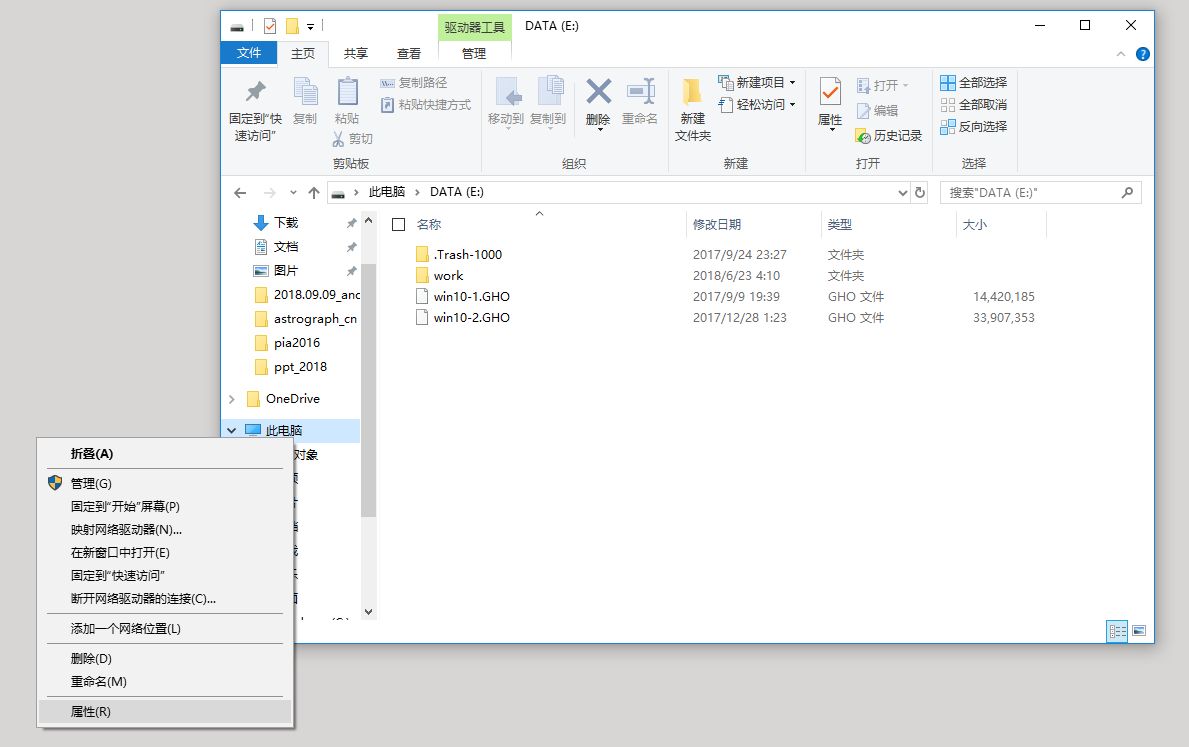 驱动器工具
DATA (E:)
文件
主页
共享
查看
管理
固定到“快速访问”
复制
粘贴
复制路径
粘贴快捷方式
剪切
剪贴板
移动到
复制到
删除
重命名
组织
新建
文件夹
新建项目
轻松访问
新建
属性
打开
编辑
历史记录
打开
全部选择
全部取消
反向选择
选择
此电脑
DATA (E:)
搜索"DATA (E:)"
下载
文档
图片
2018.09.09_anc
astrograph_cn
pia2016
ppt_2018
OneDrive
此电脑
对象
名称 修改日期 类型 大小
.Trash-1000 2017/9/24 23:27 文件夹
work 2018/6/23 4:10 文件夹
win10-1.GHO 2017/9/9 19:39 GHO 文件 14,420,185
win10-2.GHO 2017/12/28 1:23 GHO 文件 33,907,353
折叠(A)
管理(G)
固定到“开始”屏幕(P)
映射网络驱动器(N)...
在新窗口中打开(E)
固定到“快速访问”
断开网络驱动器的连接(C)...
添加一个网络位置(L)
删除(D)
重命名(M)
属性(R)